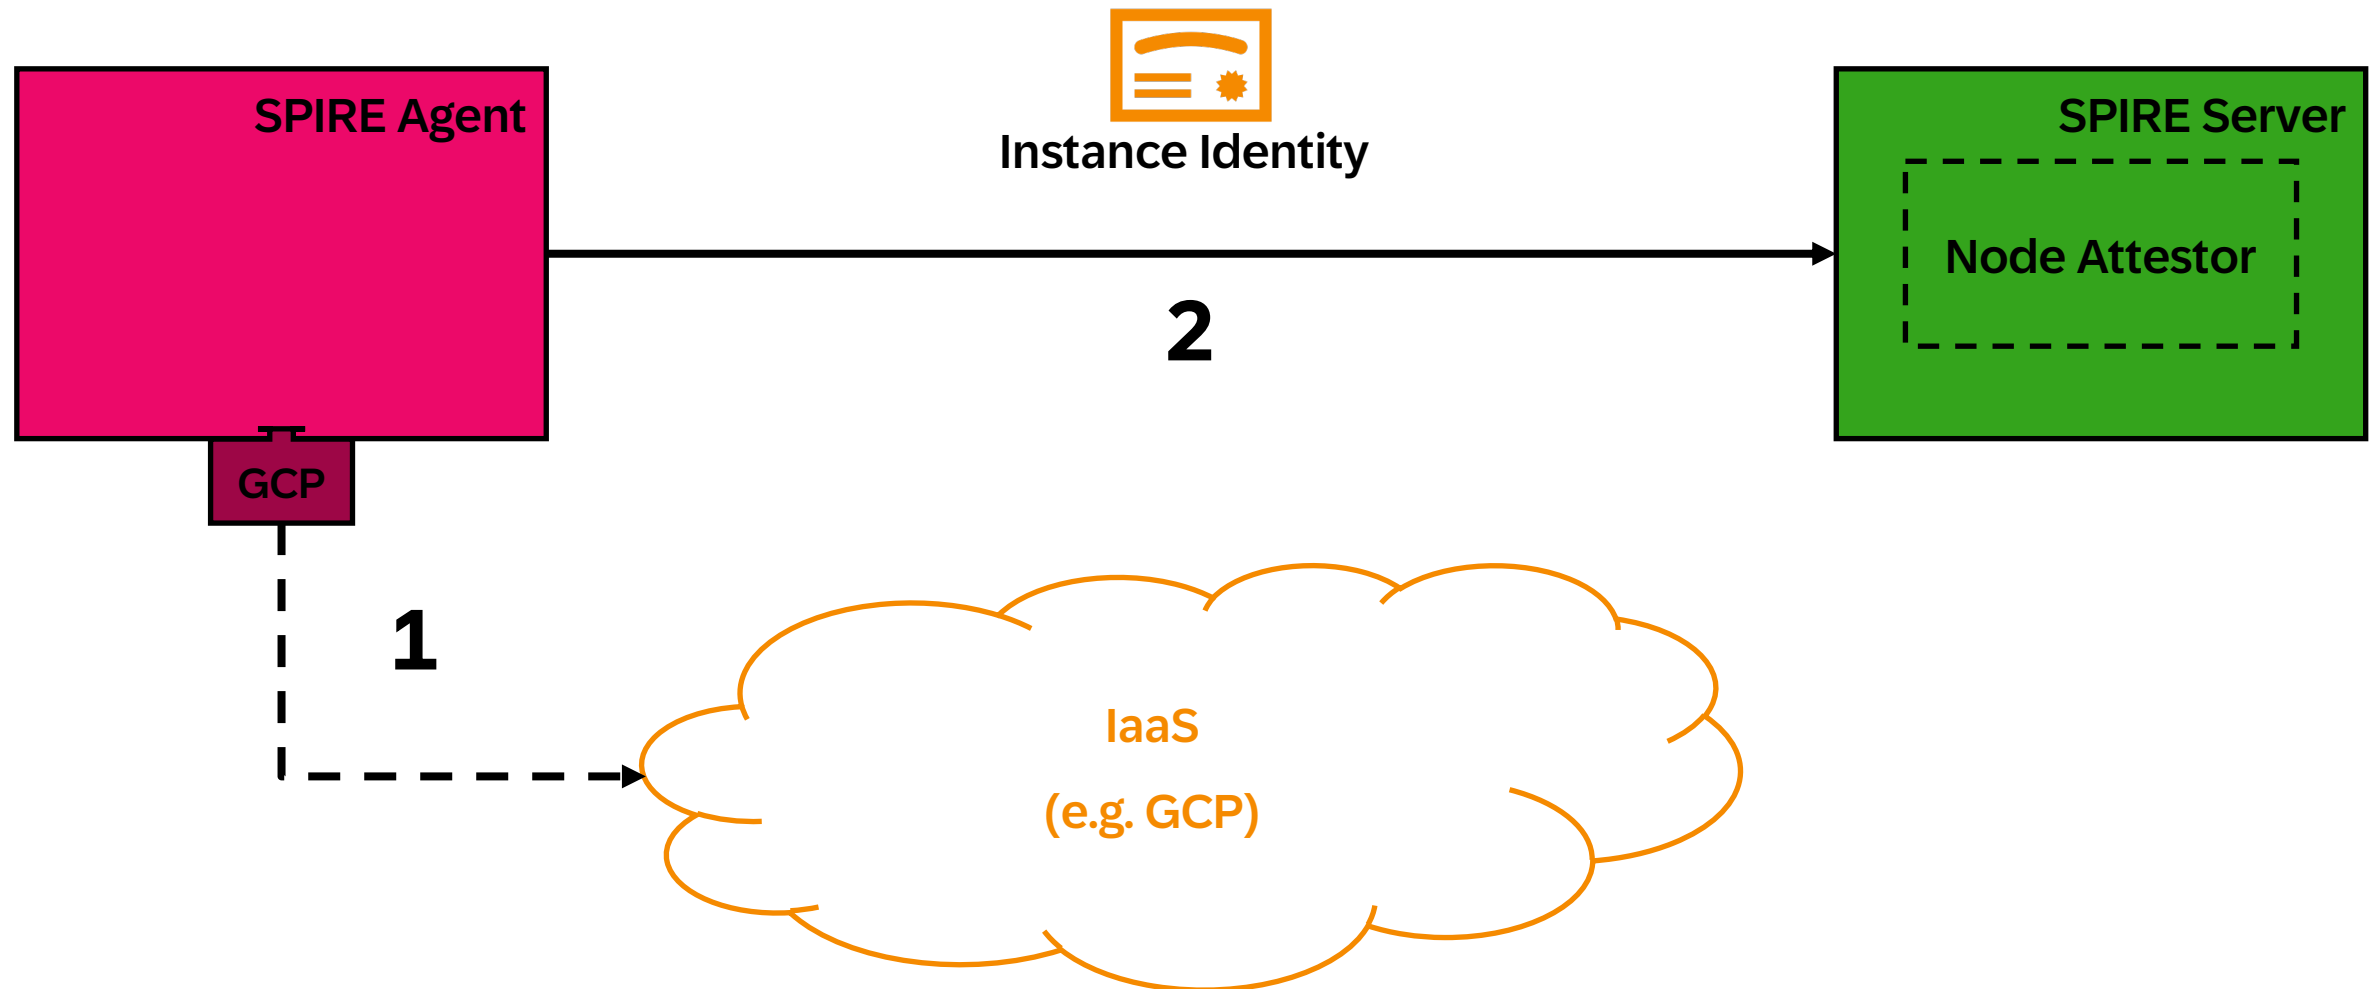 SPIRE Agent
Instance Identity
SPIRE Server
Node Attestor
2
GCP
1
IaaS
(e.g. GCP)